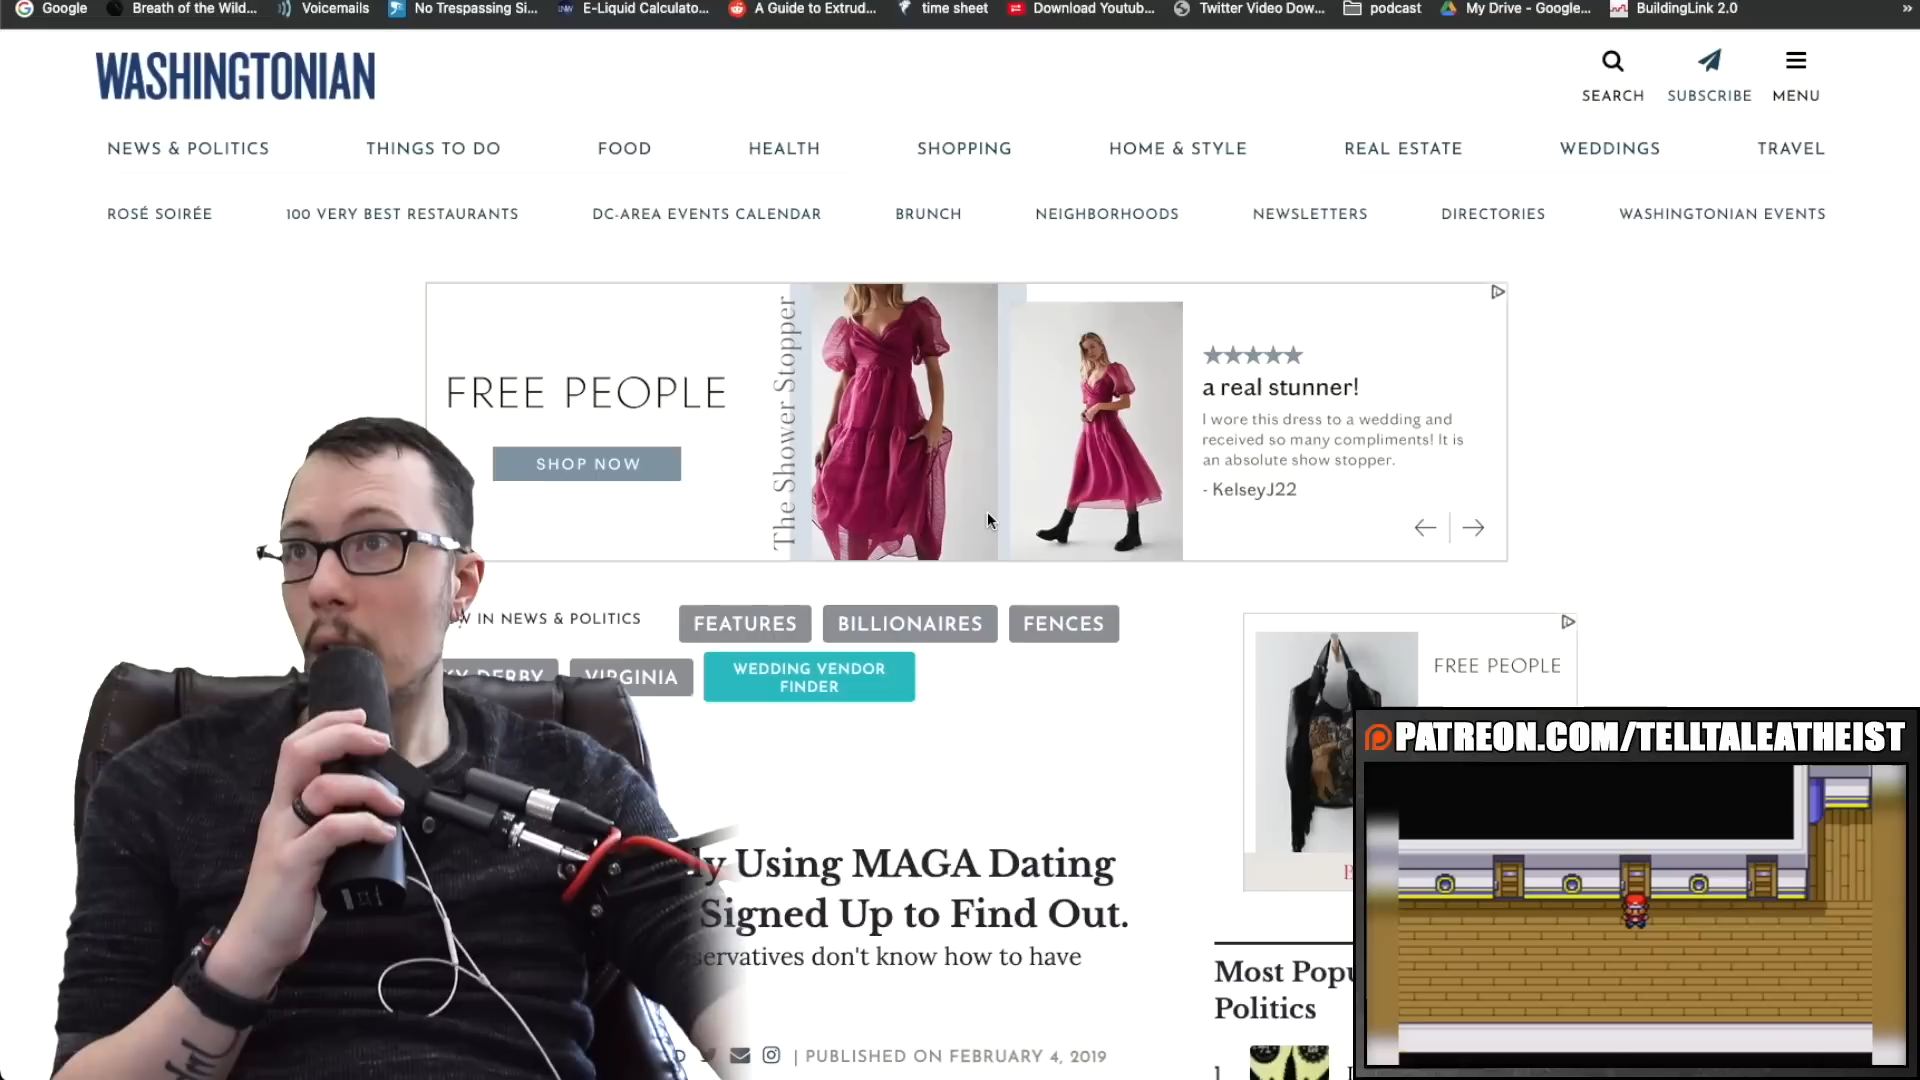 Google Breath of the Wild... Voicemails No Trespassing Si... E-Liquid Calculato... A Guide to Extrud... time sheet Download Youtub... Twitter Video Dow... podcast My Drive - Google... BuildingLink 2.0 »
WASHINGTONIAN
SEARCH SUBSCRIBE MENU
NEWS & POLITICS THINGS TO DO FOOD HEALTH SHOPPING HOME & STYLE REAL ESTATE WEDDINGS TRAVEL
ROSÉ SOIRÉE 100 VERY BEST RESTAURANTS DC-AREA EVENTS CALENDAR BRUNCH NEIGHBORHOODS NEWSLETTERS DIRECTORIES WASHINGTONIAN EVENTS
FREE PEOPLE
SHOP NOW
The Shower Stopper
a real stunner!
I wore this dress to a wedding and
received so many compliments! It is
an absolute show stopper.
- KelseyJ22
IN NEWS & POLITICS FEATURES BILLIONAIRES FENCES
DERBY VIRGINIA WEDDING VENDOR
FINDER
FREE PEOPLE
PATREON.COM/TELLTALEATHEIST
ly Using MAGA Dating
Signed Up to Find Out.
servatives don't know how to have
Most Popu
Politics
| PUBLISHED ON FEBRUARY 4, 2019
1